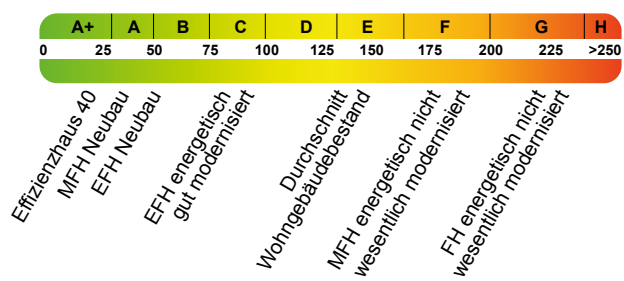 A+ A B C D E F G H
0 25 50 75 100 125 150 175 200 225 >250
Effizienzhaus 40
MFH Neubau
EFH Neubau
EFH energetisch
gut modernisiert
Durchschnitt
Wohngebäudebestand
MFH energetisch nicht
wesentlich modernisiert
FH energetisch nicht
wesentlich modernisiert